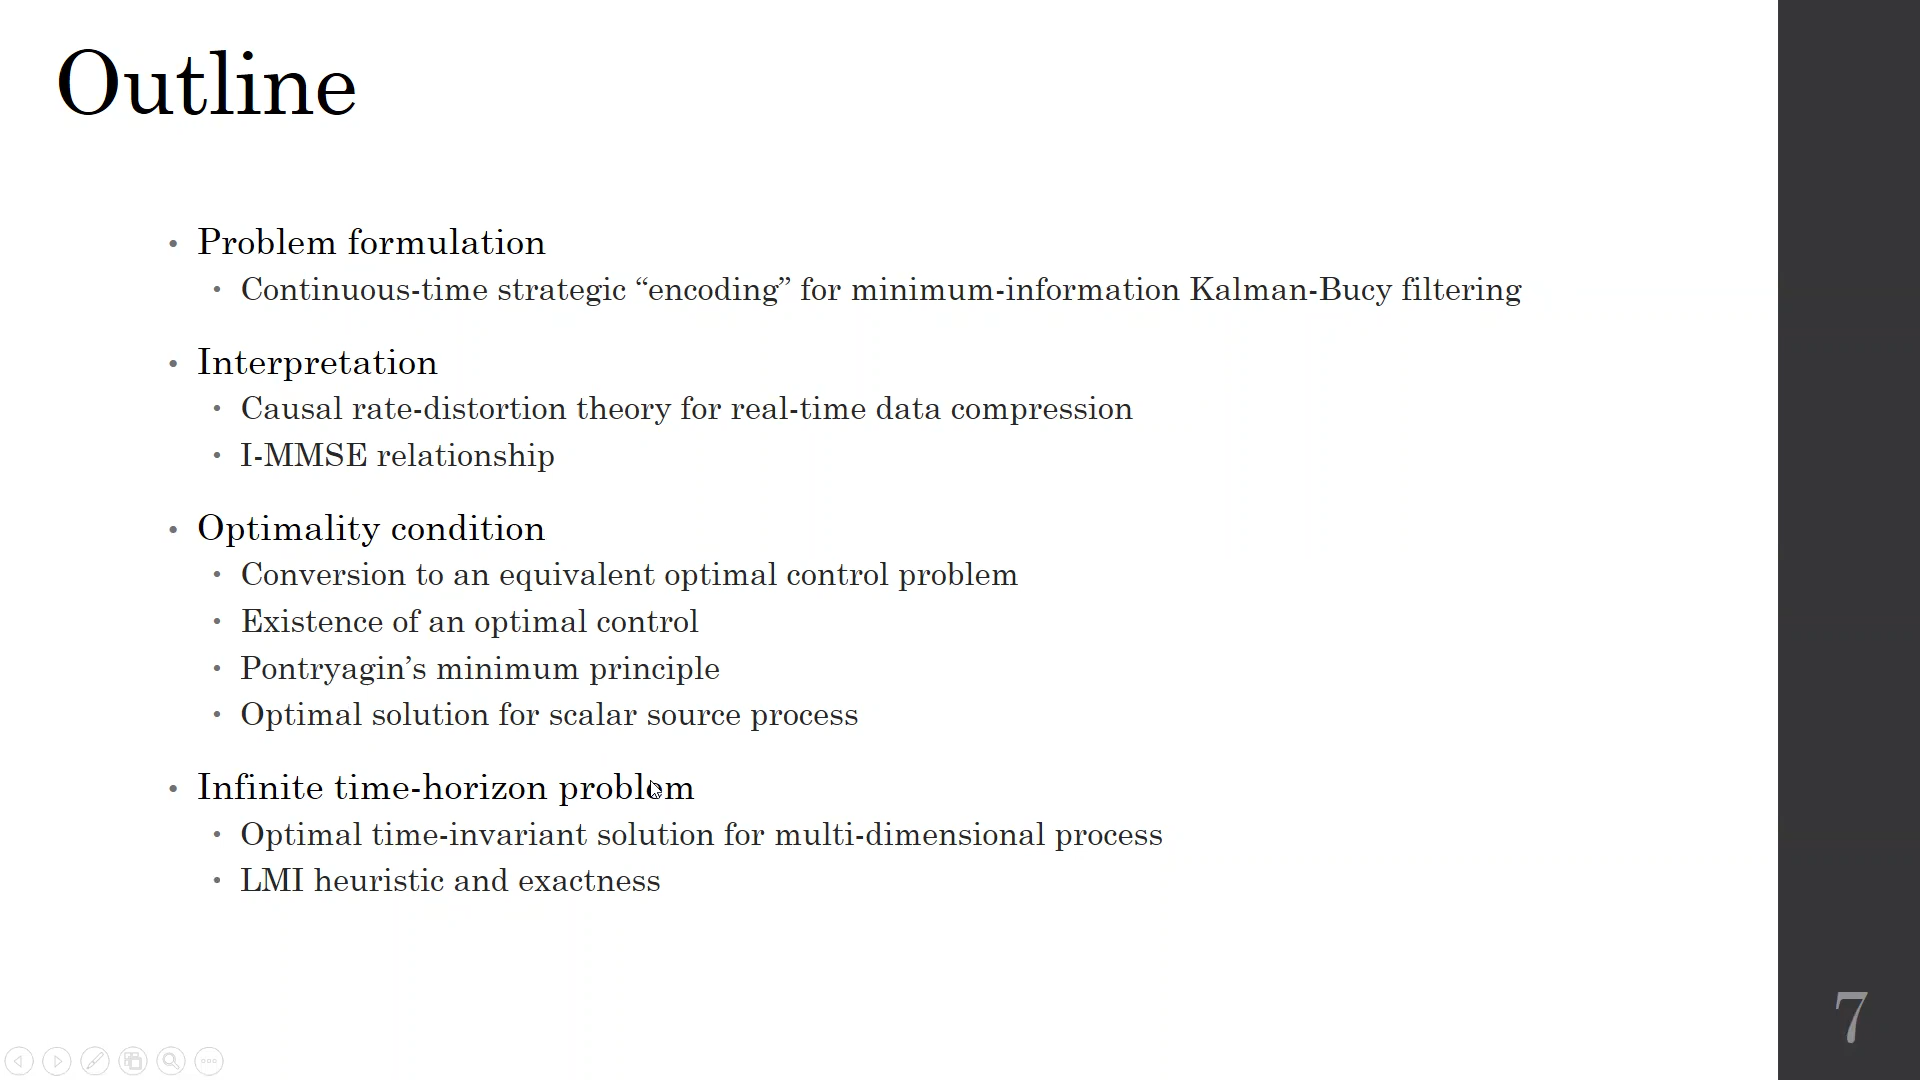 Outline
• Problem formulation
• Continuous-time strategic “encoding” for minimum-information Kalman-Bucy filtering
• Interpretation
• Causal rate-distortion theory for real-time data compression
• I-MMSE relationship
• Optimality condition
• Conversion to an equivalent optimal control problem
• Existence of an optimal control
• Pontryagin’s minimum principle
• Optimal solution for scalar source process
• Infinite time-horizon problem
• Optimal time-invariant solution for multi-dimensional process
• LMI heuristic and exactness
7